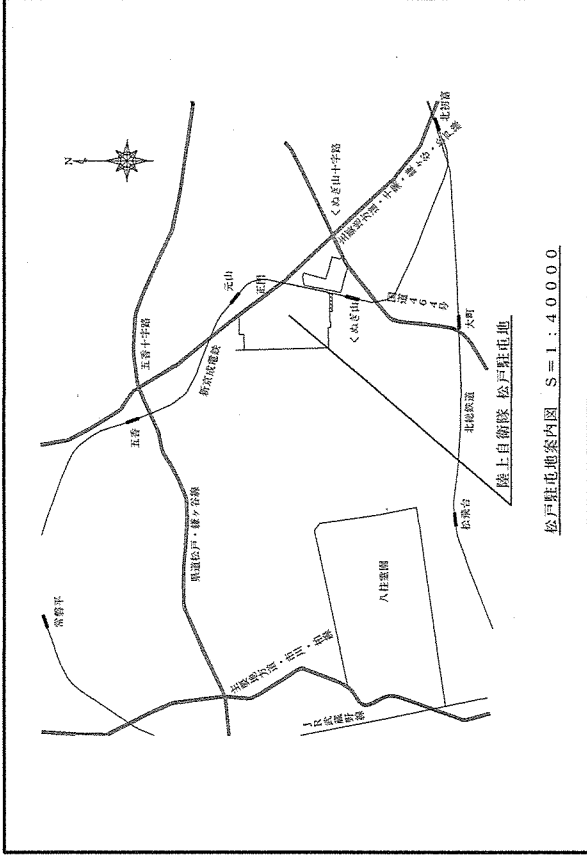 N
常盤平
五香
五香十字路
元山
正門
新京成電鉄
県道松戸・鎌ヶ谷線
くぬぎ山十字路
主要地方道・千葉・鎌ヶ谷・松戸線
北初富
くぬぎ山
国道464号
大町
北総鉄道
松飛台
八柱霊園
主要地方道・市川・柏線
JR武蔵野線
陸上自衛隊 松戸駐屯地
松戸駐屯地案内図 S=1:40000